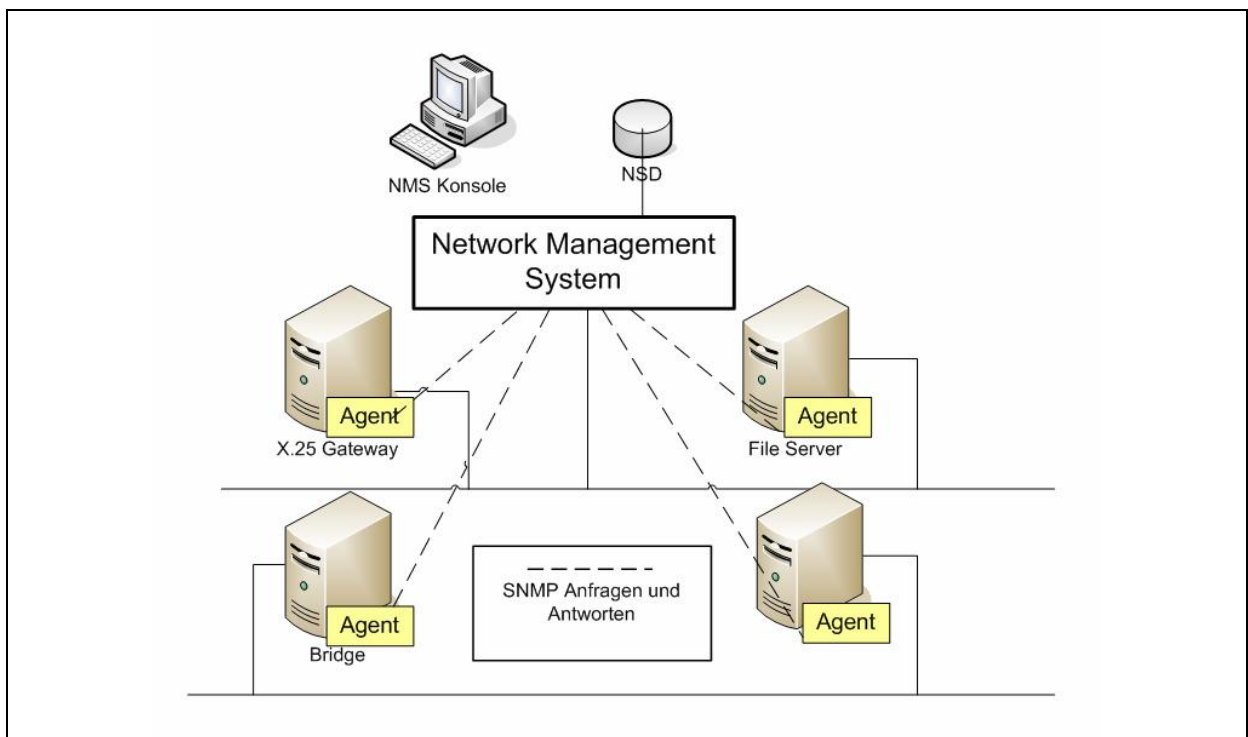 NMS Konsole
NSD
Network Management
System
Agent
X.25 Gateway
Agent
File Server
Agent
Bridge
SNMP Anfragen und
Antworten
Agent